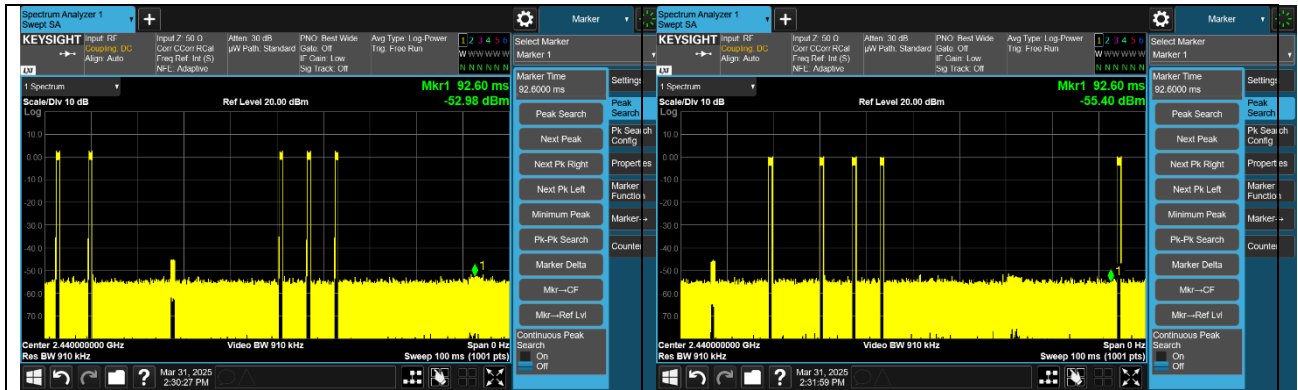 Spectrum Analyzer 1
Swept SA
+
Marker
KEYSIGHT
Input: RF
Coupling: DC
Align: Auto
Input Z: 50 Ω
Corr CCorr RCal
Freq Ref: Int (S)
NFE: Adaptive
Atten: 30 dB
µW Path: Standard
PNO: Best Wide
Gate: Off
IF Gain: Low
Sig Track: Off
Avg Type: Log-Power
Trig: Free Run
1 2 3 4 5 6
W W W W W W
N N N N N N
LXI
Select Marker
Marker 1
1 Spectrum
Mkr1 92.60 ms
Scale/Div 10 dB
Ref Level 20.00 dBm
-52.98 dBm
Log
10.0
0.00
-10.0
-20.0
-30.0
-40.0
-50.0
-60.0
-70.0
1
Center 2.440000000 GHz
Video BW 910 kHz
Span 0 Hz
Res BW 910 kHz
Sweep 100 ms (1001 pts)
Marker Time
92.6000 ms
Peak Search
Next Peak
Next Pk Right
Next Pk Left
Minimum Peak
Pk-Pk Search
Marker Delta
Mkr→CF
Mkr→Ref Lvl
Continuous Peak
Search
On
Off
Settings
Peak
Search
Pk Search
Config
Properties
Marker
Function
Marker→
Counter
?
Mar 31, 2025
2:30:27 PM
Spectrum Analyzer 1
Swept SA
+
Marker
KEYSIGHT
Input: RF
Coupling: DC
Align: Auto
Input Z: 50 Ω
Corr CCorr RCal
Freq Ref: Int (S)
NFE: Adaptive
Atten: 30 dB
µW Path: Standard
PNO: Best Wide
Gate: Off
IF Gain: Low
Sig Track: Off
Avg Type: Log-Power
Trig: Free Run
1 2 3 4 5 6
W W W W W W
N N N N N N
LXI
Select Marker
Marker 1
1 Spectrum
Mkr1 92.60 ms
Scale/Div 10 dB
Ref Level 20.00 dBm
-55.40 dBm
Log
10.0
0.00
-10.0
-20.0
-30.0
-40.0
-50.0
-60.0
-70.0
1
Center 2.440000000 GHz
Video BW 910 kHz
Span 0 Hz
Res BW 910 kHz
Sweep 100 ms (1001 pts)
Marker Time
92.6000 ms
Peak Search
Next Peak
Next Pk Right
Next Pk Left
Minimum Peak
Pk-Pk Search
Marker Delta
Mkr→CF
Mkr→Ref Lvl
Continuous Peak
Search
On
Off
Settings
Peak
Search
Pk Search
Config
Properties
Marker
Function
Marker→
Counter
?
Mar 31, 2025
2:31:59 PM